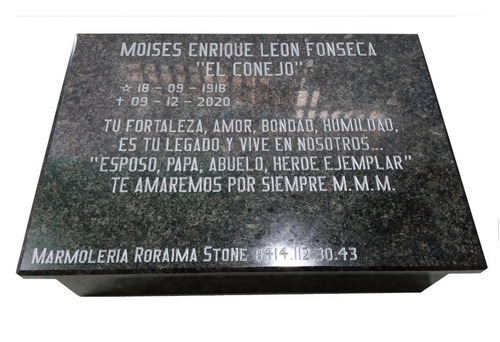 MOISES ENRIQUE LEON FONSECA
"EL CONEJO"
☆ 18 - 09 - 1918
✝ 09 - 12 - 2020
TU FORTALEZA, AMOR, BONDAD, HUMILDAD,
ES TU LEGADO Y VIVE EN NOSOTROS...
"ESPOSO, PAPA, ABUELO, HEROE EJEMPLAR"
TE AMAREMOS POR SIEMPRE M.M.M.
MARMOLERIA RORAIMA STONE 0414.112.30.43